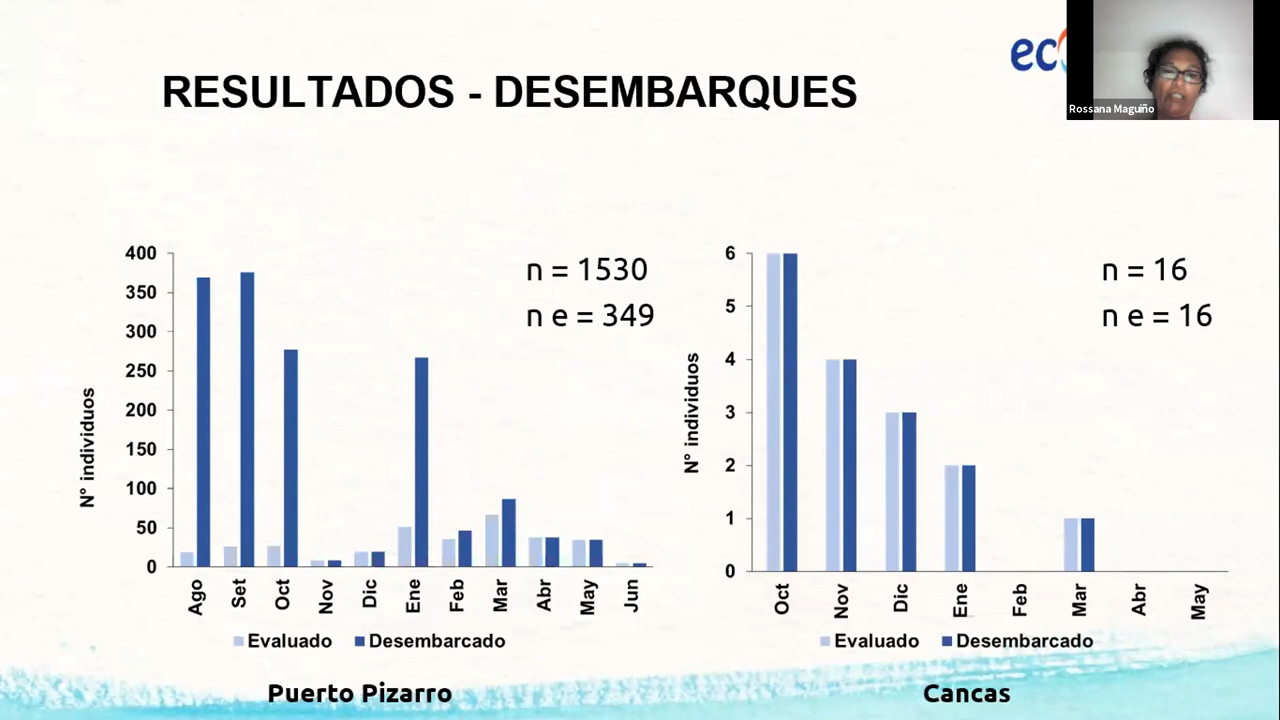 ec
Rossana Maguiño
RESULTADOS - DESEMBARQUES
400
350
300
250
200
150
100
50
0
N° individuos
n = 1530
n e = 349
Ago Set Oct Nov Dic Ene Feb Mar Abr May Jun
Evaluado Desembarcado
Puerto Pizarro
6
5
4
3
2
1
0
N° individuos
n = 16
n e = 16
Oct Nov Dic Ene Feb Mar Abr May
Evaluado Desembarcado
Cancas